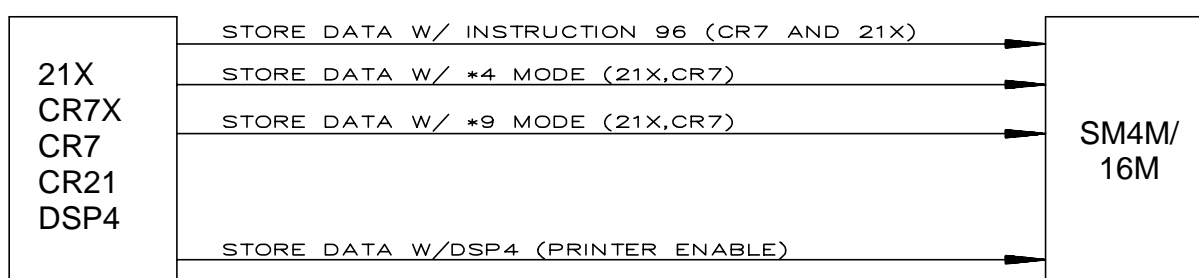 STORE DATA W/ INSTRUCTION 96 (CR7 AND 21X)
STORE DATA W/ *4 MODE (21X,CR7)
STORE DATA W/ *9 MODE (21X,CR7)
STORE DATA W/DSP4 (PRINTER ENABLE)
21X
CR7X
CR7
CR21
DSP4
SM4M/
16M